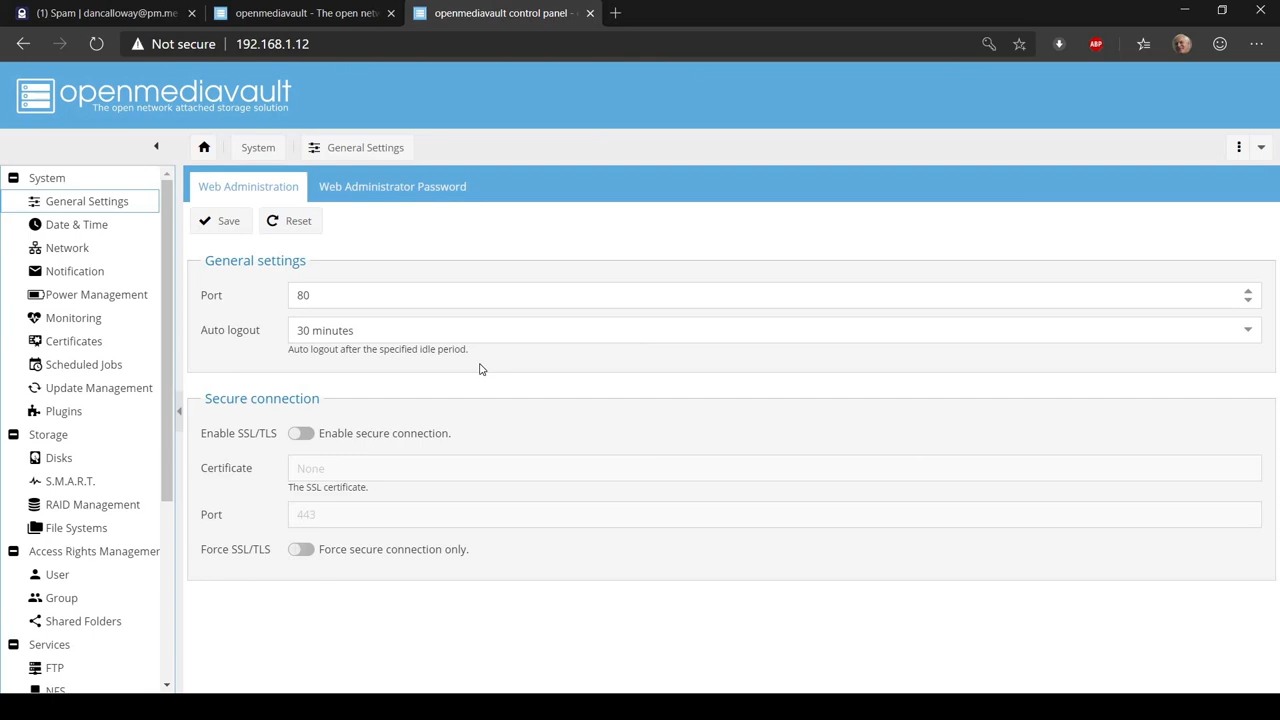 (1) Spam | dancalloway@pm.me
openmediavault - The open net
openmediavault control panel -
Not secure
192.168.1.12
ABP
openmediavault
The open network attached storage solution
System
General Settings
System
General Settings
Date & Time
Network
Notification
Power Management
Monitoring
Certificates
Scheduled Jobs
Update Management
Plugins
Storage
Disks
S.M.A.R.T.
RAID Management
File Systems
Access Rights Managemen
User
Group
Shared Folders
Services
FTP
NFS
Web Administration
Web Administrator Password
Save
Reset
General settings
Port
80
Auto logout
30 minutes
Auto logout after the specified idle period.
Secure connection
Enable SSL/TLS
Enable secure connection.
Certificate
None
The SSL certificate.
Port
443
Force SSL/TLS
Force secure connection only.